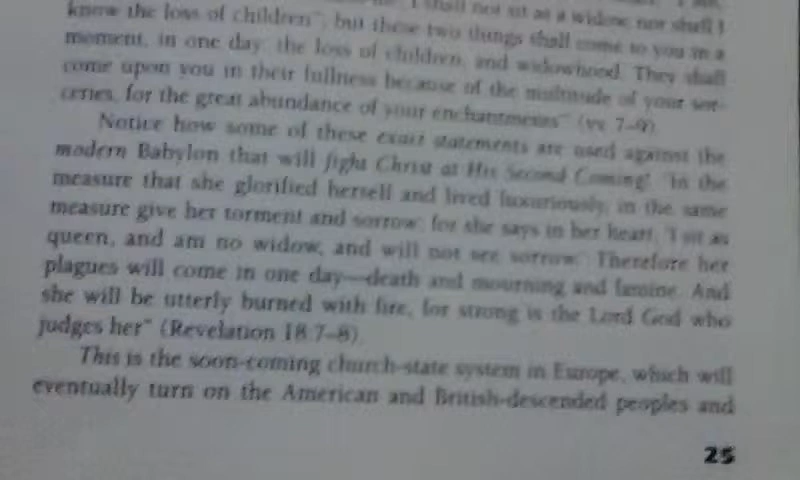 I shall not sit as a widow, nor shall I
know the loss of children"; but these two things shall come to you in a
moment, in one day: the loss of children, and widowhood. They shall
come upon you in their fullness because of the multitude of your sor-
ceries, for the great abundance of your enchantments" (vv. 7–9).
Notice how some of these exact statements are used against the
modern Babylon that will fight Christ at His Second Coming! "In the
measure that she glorified herself and lived luxuriously, in the same
measure give her torment and sorrow; for she says in her heart, 'I sit as
queen, and am no widow, and will not see sorrow.' Therefore her
plagues will come in one day—death and mourning and famine. And
she will be utterly burned with fire, for strong is the Lord God who
judges her" (Revelation 18:7–8).
This is the soon-coming church-state system in Europe, which will
eventually turn on the American and British-descended peoples and
25